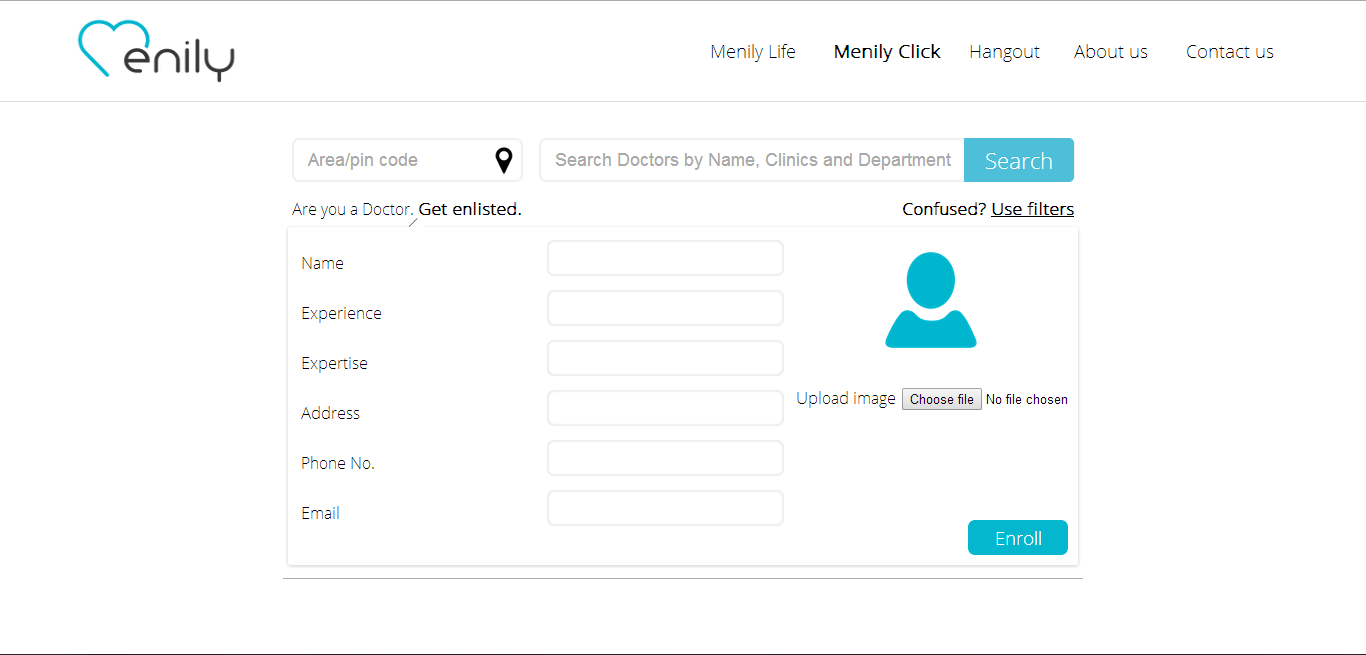 enily
Menily Life Menily Click Hangout About us Contact us
Area/pin code Search Doctors by Name, Clinics and Department Search
Are you a Doctor. Get enlisted. Confused? Use filters
Name
Experience
Expertise
Upload image Choose file No file chosen
Address
Phone No.
Email
Enroll